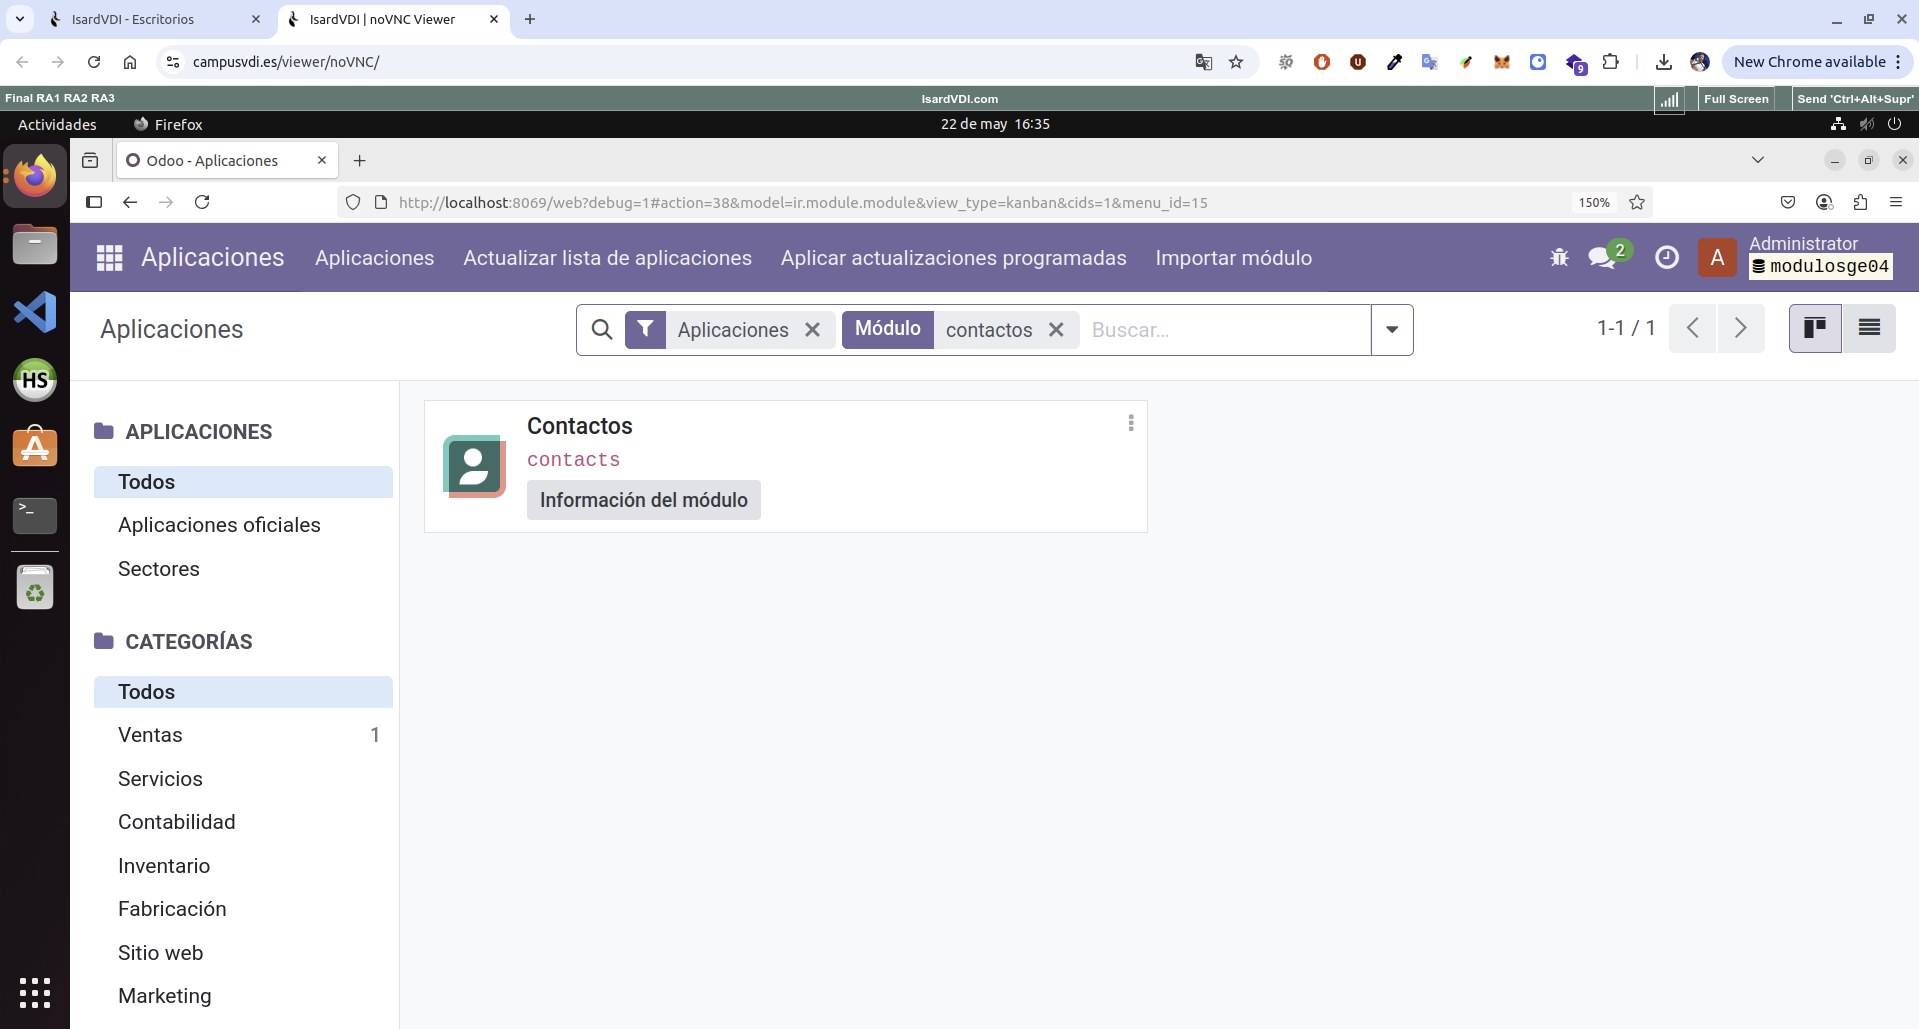 IsardVDI - Escritorios
IsardVDI | noVNC Viewer
campusvdi.es/viewer/noVNC/
9
New Chrome available
Final RA1 RA2 RA3
IsardVDI.com
Full Screen
Send 'Ctrl+Alt+Supr'
Actividades
Firefox
22 de may 16:35
Odoo - Aplicaciones
http://localhost:8069/web?debug=1#action=38&model=ir.module.module&view_type=kanban&cids=1&menu_id=15
150%
Aplicaciones
Aplicaciones
Actualizar lista de aplicaciones
Aplicar actualizaciones programadas
Importar módulo
2
A
Administrator
modulosge04
Aplicaciones
Aplicaciones
Módulo
contactos
Buscar...
1-1 / 1
HS
APLICACIONES
Todos
Aplicaciones oficiales
Sectores
CATEGORÍAS
Todos
Ventas 1
Servicios
Contabilidad
Inventario
Fabricación
Sitio web
Marketing
Contactos
contacts
Información del módulo